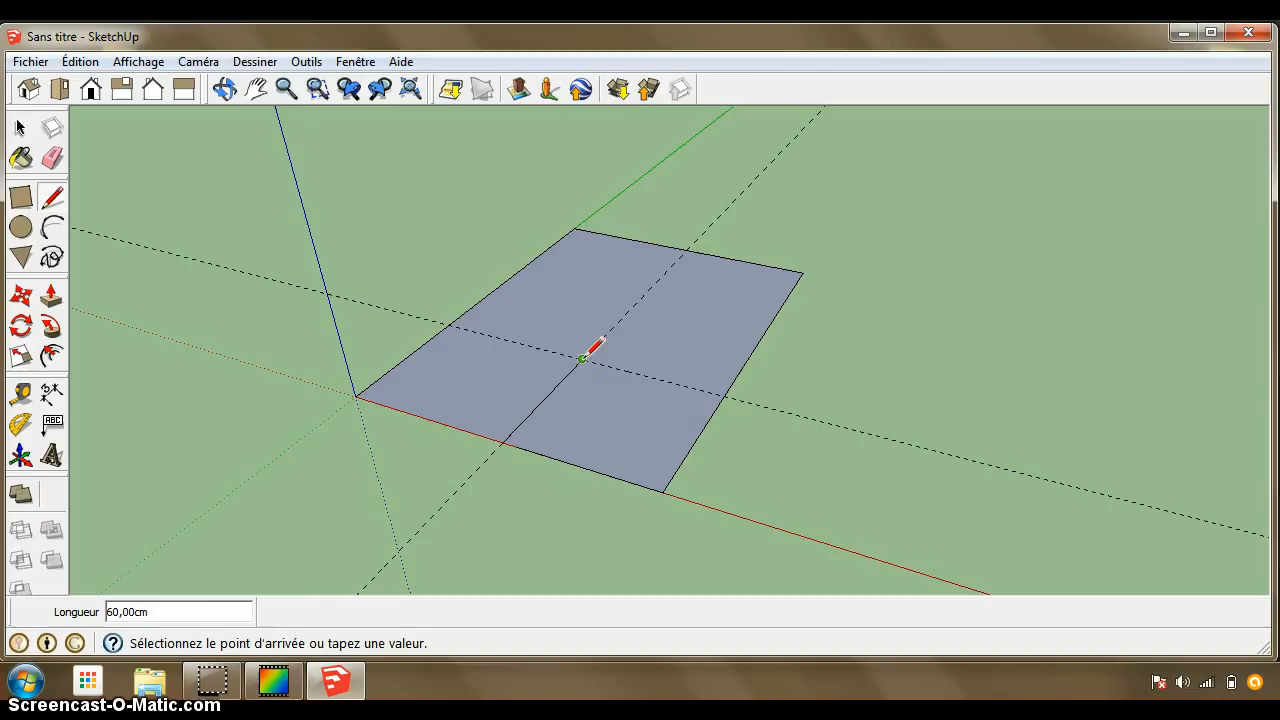 Sans titre - SketchUp
Fichier Édition Affichage Caméra Dessiner Outils Fenêtre Aide
ABC
Longueur 60,00cm
Sélectionnez le point d'arrivée ou tapez une valeur.
Screencast-O-Matic.com